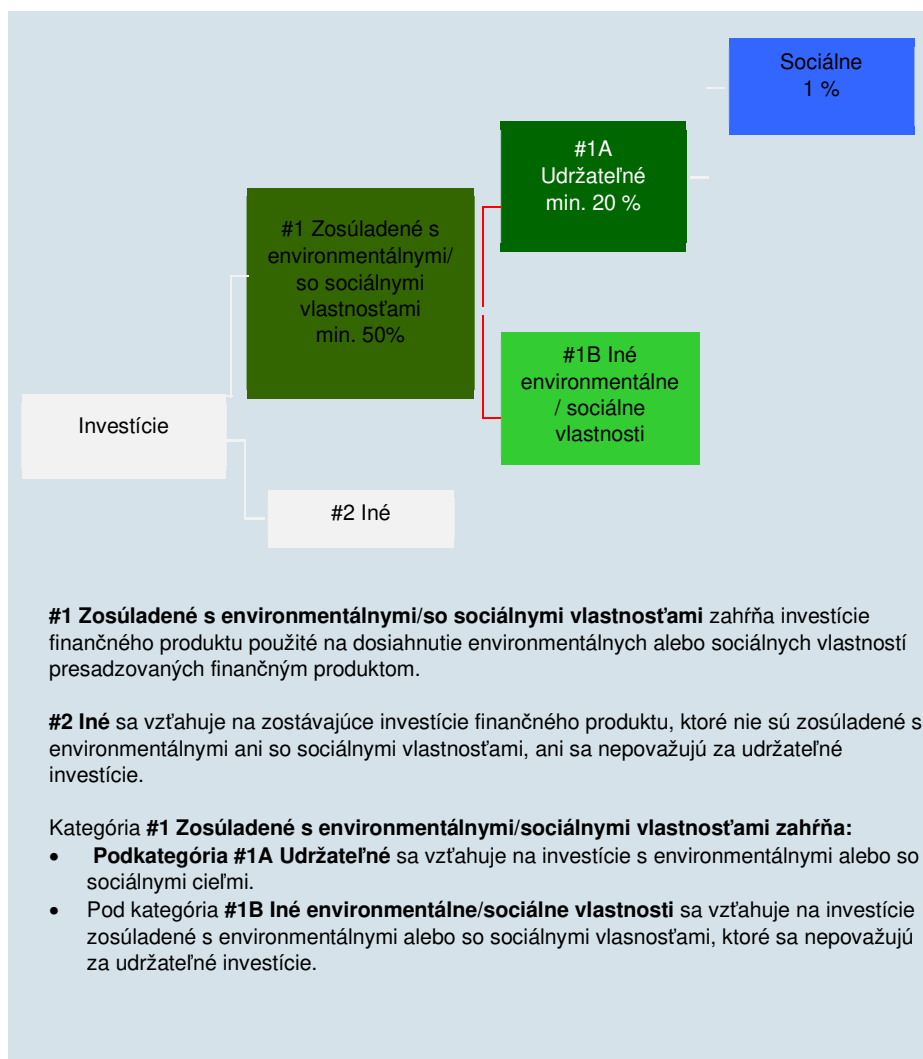 Sociálne
1 %
#1A
Udržateľné
min. 20 %
#1 Zosúladené s
environmentálnymi/
so sociálnymi
vlastnosťami
min. 50%
#1B Iné
environmentálne
/ sociálne
vlastnosti
Investície
#2 Iné
#1 Zosúladené s environmentálnymi/so sociálnymi vlastnosťami zahŕňa investície
finančného produktu použité na dosiahnutie environmentálnych alebo sociálnych vlastností
presadzovaných finančným produktom.
#2 Iné sa vzťahuje na zostávajúce investície finančného produktu, ktoré nie sú zosúladené s
environmentálnymi ani so sociálnymi vlastnosťami, ani sa nepovažujú za udržateľné
investície.
Kategória #1 Zosúladené s environmentálnymi/sociálnymi vlastnosťami zahŕňa:
• Podkategória #1A Udržateľné sa vzťahuje na investície s environmentálnymi alebo so
sociálnymi cieľmi.
• Pod kategória #1B Iné environmentálne/sociálne vlastnosti sa vzťahuje na investície
zosúladené s environmentálnymi alebo so sociálnymi vlasnosťami, ktoré sa nepovažujú
za udržateľné investície.